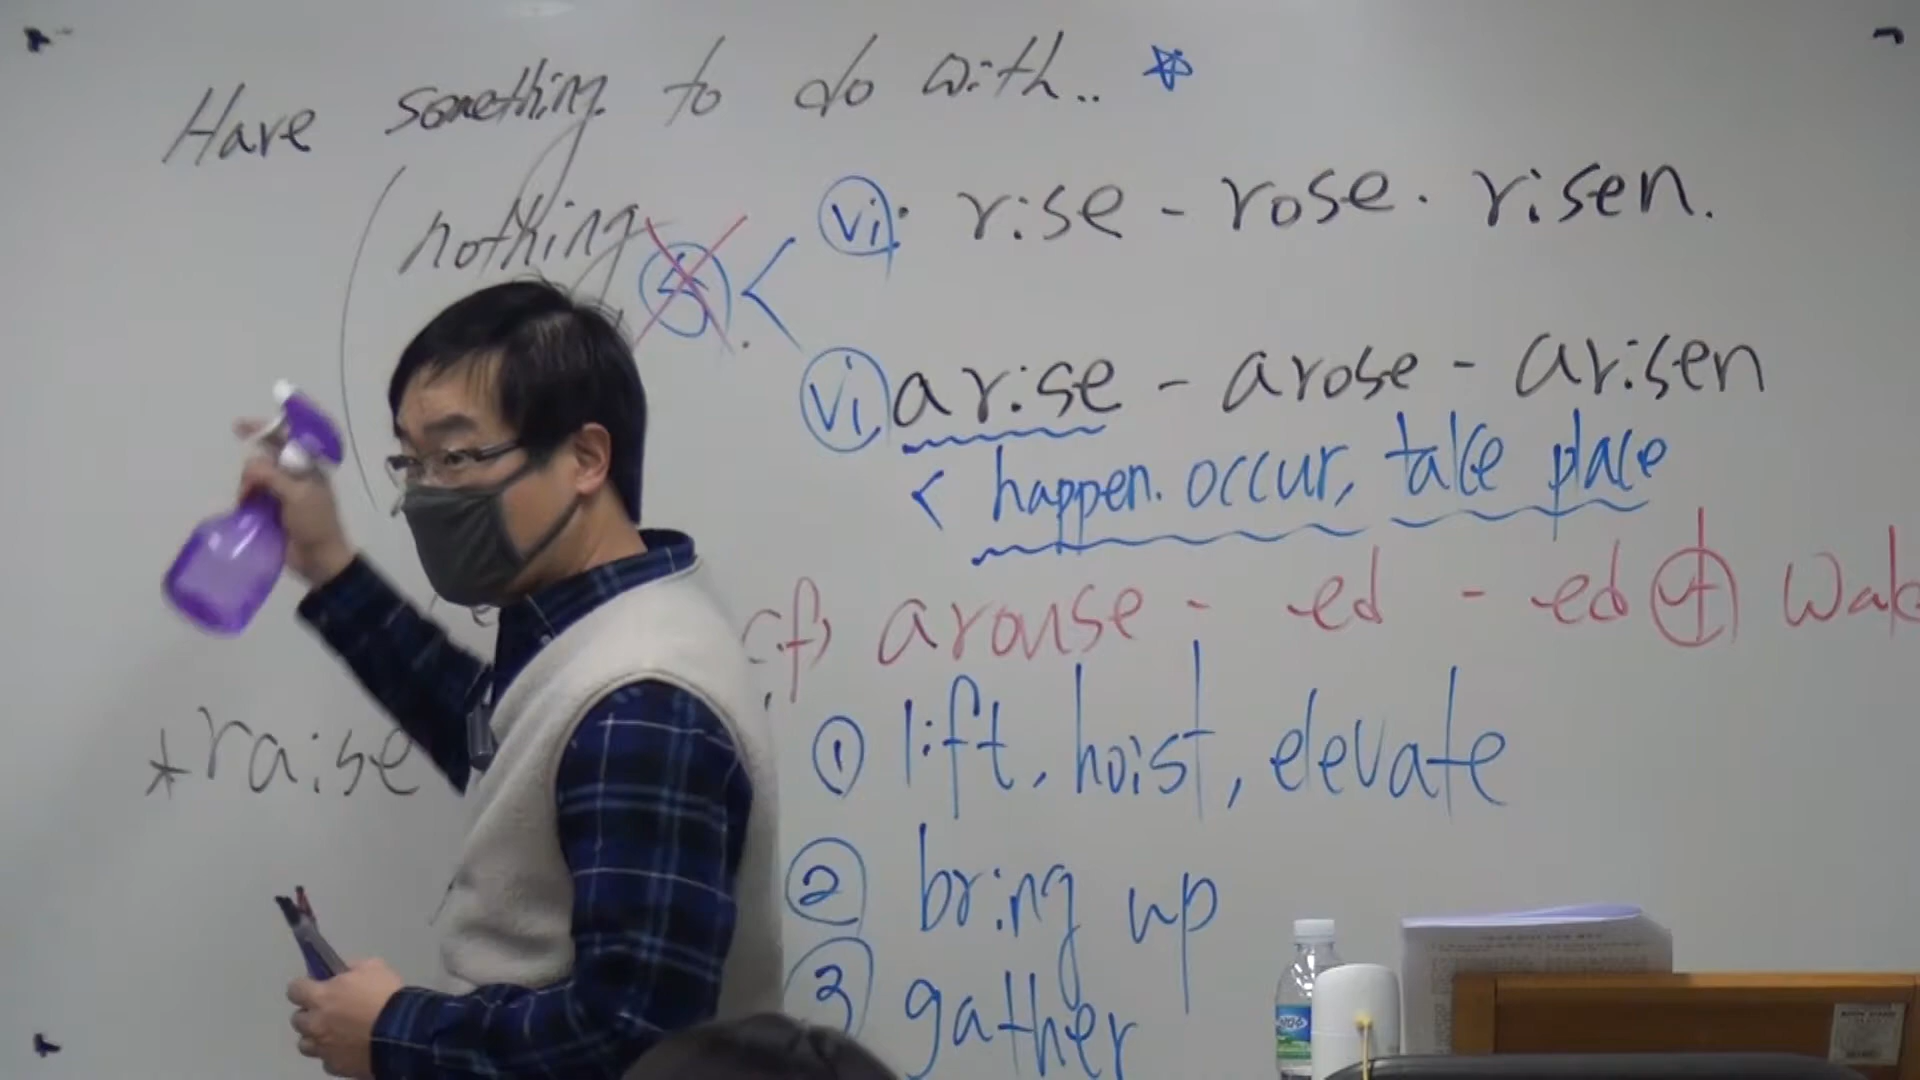 Have something to do with.. ☆
nothing
vi: rise - rose. risen.
vi arise - arose - arisen
< happen. occur, take place
cf) arouse - ed - ed vt
*raise
① lift, hoist, elevate
② bring up
③ gather